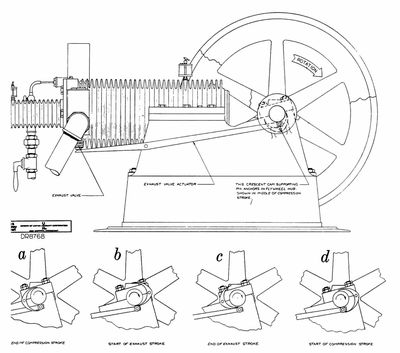 ROTATION
EXHAUST VALVE
EXHAUST VALVE ACTUATOR
THIS CRESCENT CAM SUPPORTING
PIN ANCHORS IN FLYWHEEL HUB
SHOWN IN MIDDLE OF COMPRESSION
STROKE
DR8768
a
b
c
d
END OF COMPRESSION STROKE
START OF EXHAUST STROKE
END OF EXHAUST STROKE
START OF COMPRESSION STROKE